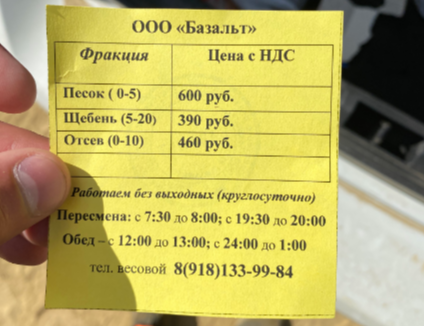 ООО «Базальт»
Фракция Цена с НДС
Песок ( 0-5) 600 руб.
Щебень (5-20) 390 руб.
Отсев (0-10) 460 руб.
Работаем без выходных (круглосуточно)
Пересмена: с 7:30 до 8:00; с 19:30 до 20:00
Обед – с 12:00 до 13:00; с 24:00 до 1:00
тел. весовой 8(918)133-99-84